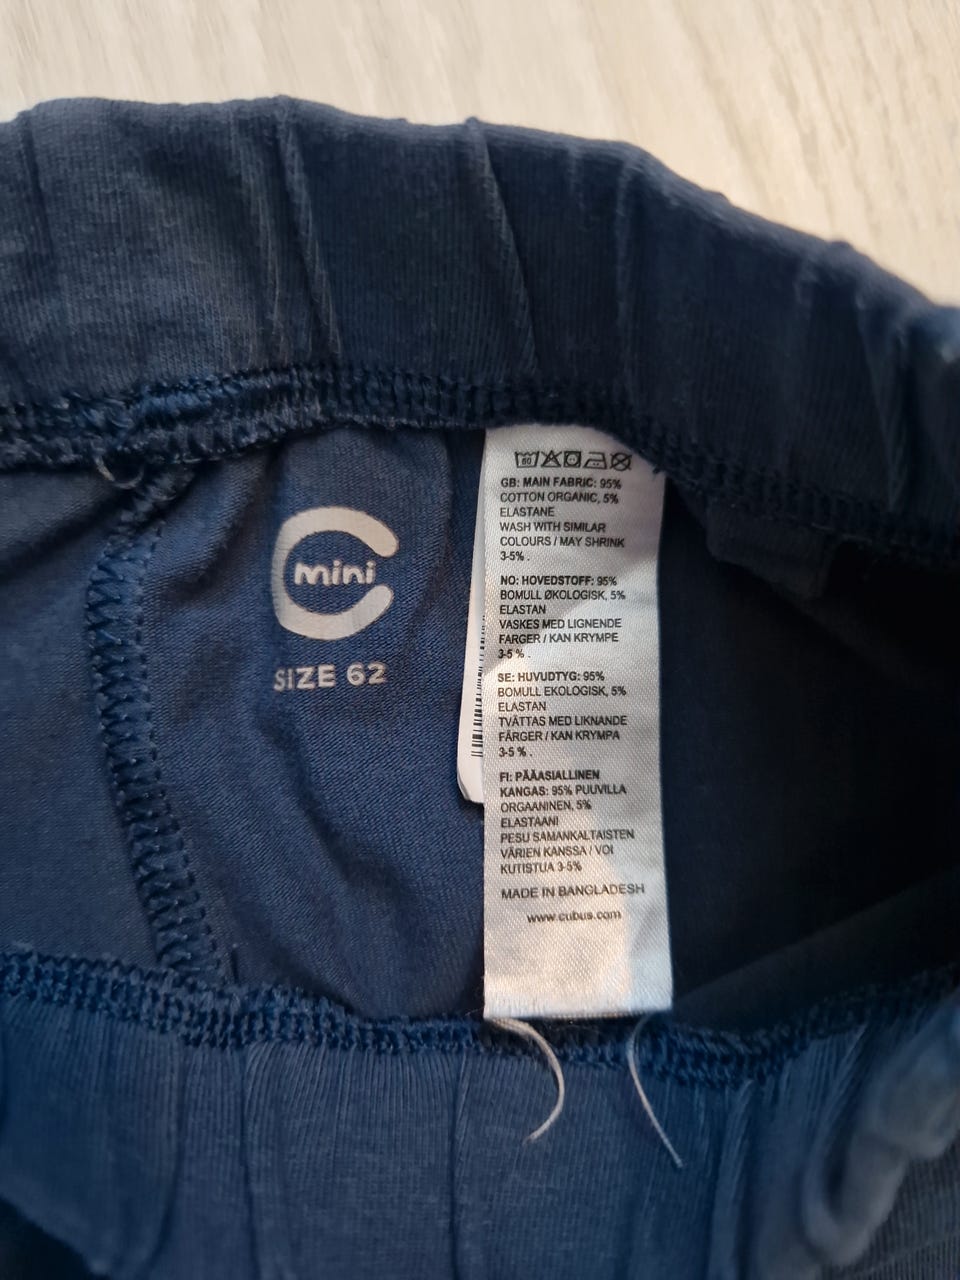 mini
SIZE 62
60
GB: MAIN FABRIC: 95%
COTTON ORGANIC, 5%
ELASTANE
WASH WITH SIMILAR
COLOURS / MAY SHRINK
3-5% .
NO: HOVEDSTOFF: 95%
BOMULL ØKOLOGISK, 5%
ELASTAN
VASKES MED LIGNENDE
FARGER / KAN KRYMPE
3-5 % .
SE: HUVUDTYG: 95%
BOMULL EKOLOGISK, 5%
ELASTAN
TVÄTTAS MED LIKNANDE
FÄRGER / KAN KRYMPA
3-5 % .
FI: PÄÄASIALLINEN
KANGAS: 95% PUUVILLA
ORGAANINEN, 5%
ELASTAANI
PESU SAMANKALTAISTEN
VÄRIEN KANSSA / VOI
KUTISTUA 3-5%
MADE IN BANGLADESH
www.cubus.com